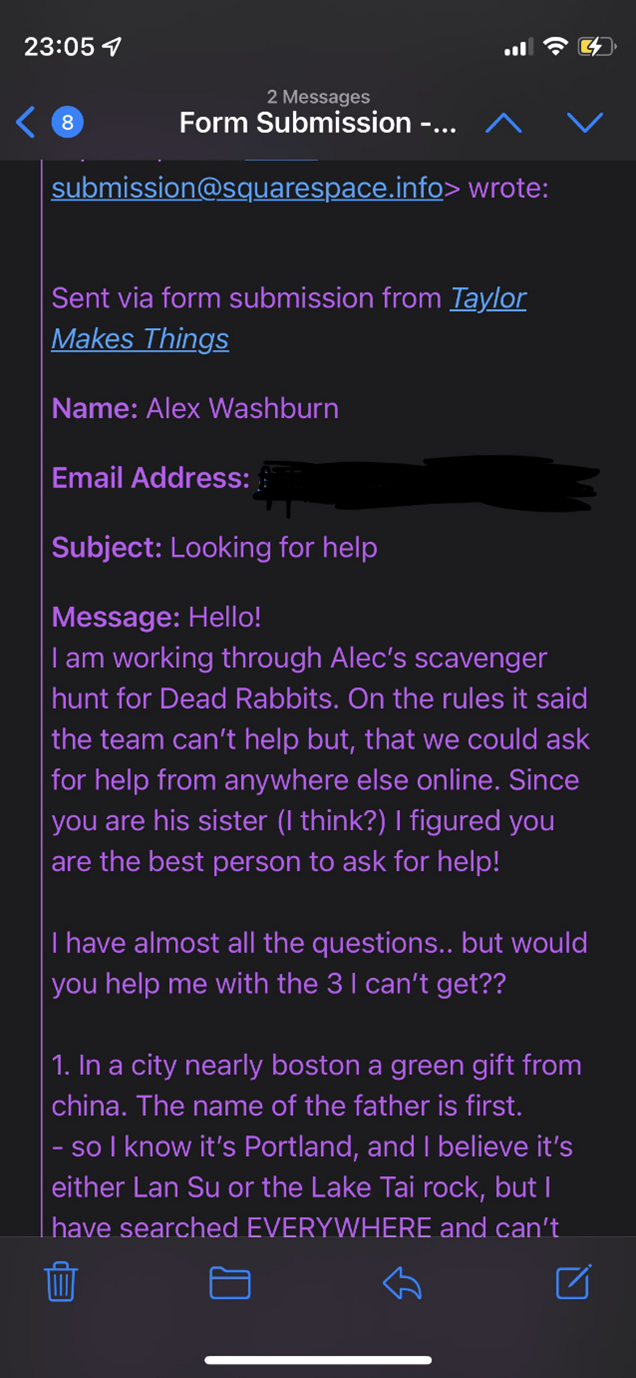 23:05
8
2 Messages
Form Submission -...
submission@squarespace.info> wrote:
Sent via form submission from Taylor
Makes Things
Name: Alex Washburn
Email Address:
Subject: Looking for help
Message: Hello!
I am working through Alec’s scavenger
hunt for Dead Rabbits. On the rules it said
the team can’t help but, that we could ask
for help from anywhere else online. Since
you are his sister (I think?) I figured you
are the best person to ask for help!
I have almost all the questions.. but would
you help me with the 3 I can’t get??
1. In a city nearly boston a green gift from
china. The name of the father is first.
- so I know it’s Portland, and I believe it’s
either Lan Su or the Lake Tai rock, but I
have searched EVERYWHERE and can’t